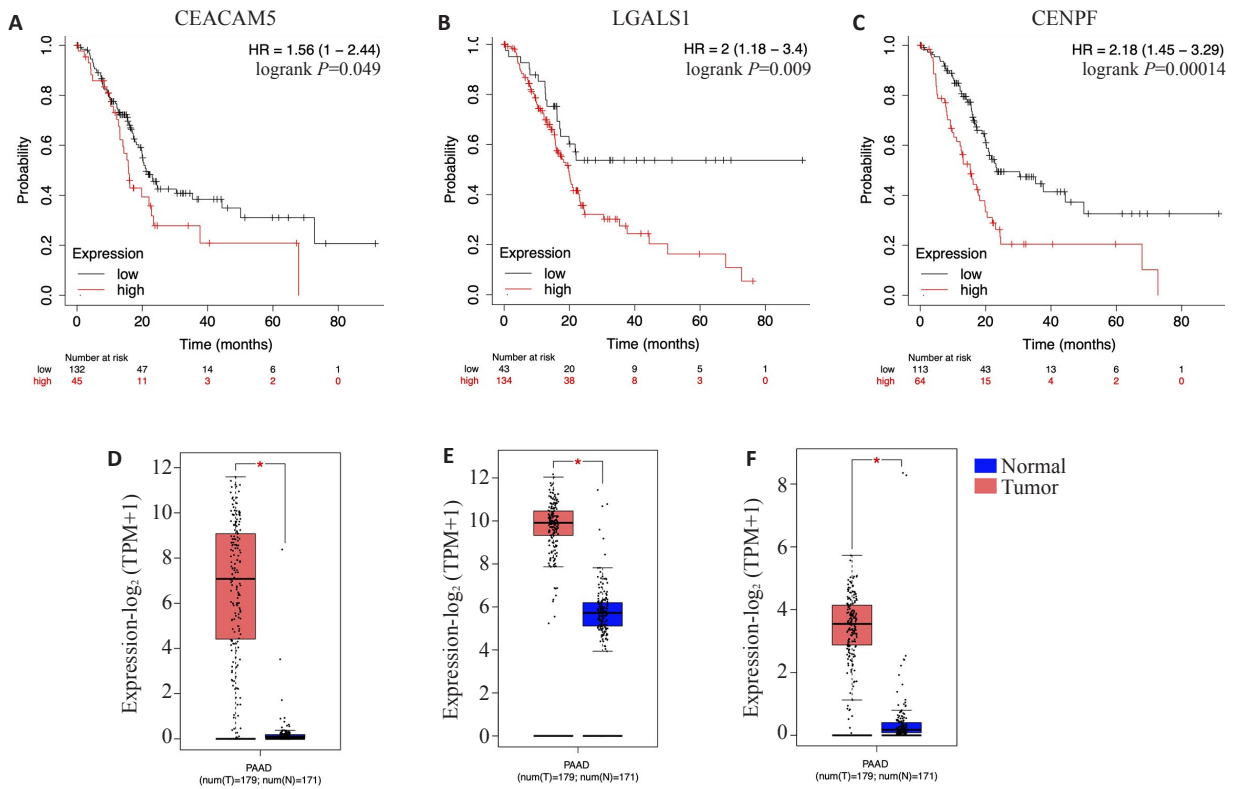 A
CEACAM5
HR = 1.56 (1 − 2.44)
logrank P=0.049
Probability
1.0
0.8
0.6
0.4
0.2
0.0
Expression
low
high
0 20 40 60 80
Time (months)
Number at risk
low 132 47 14 6 1
high 45 11 3 2 0
B
LGALS1
HR = 2 (1.18 − 3.4)
logrank P=0.009
Probability
1.0
0.8
0.6
0.4
0.2
0.0
Expression
low
high
0 20 40 60 80
Time (months)
Number at risk
low 43 20 9 5 1
high 134 38 8 3 0
C
CENPF
HR = 2.18 (1.45 − 3.29)
logrank P=0.00014
Probability
1.0
0.8
0.6
0.4
0.2
0.0
Expression
low
high
0 20 40 60 80
Time (months)
Number at risk
low 113 43 13 6 1
high 64 15 4 2 0
D
Expression-log₂ (TPM+1)
12
10
8
6
4
2
0
*
PAAD
(num(T)=179; num(N)=171)
E
Expression-log₂ (TPM+1)
12
10
8
6
4
2
0
*
PAAD
(num(T)=179; num(N)=171)
F
Expression-log₂ (TPM+1)
8
6
4
2
0
*
PAAD
(num(T)=179; num(N)=171)
Normal
Tumor